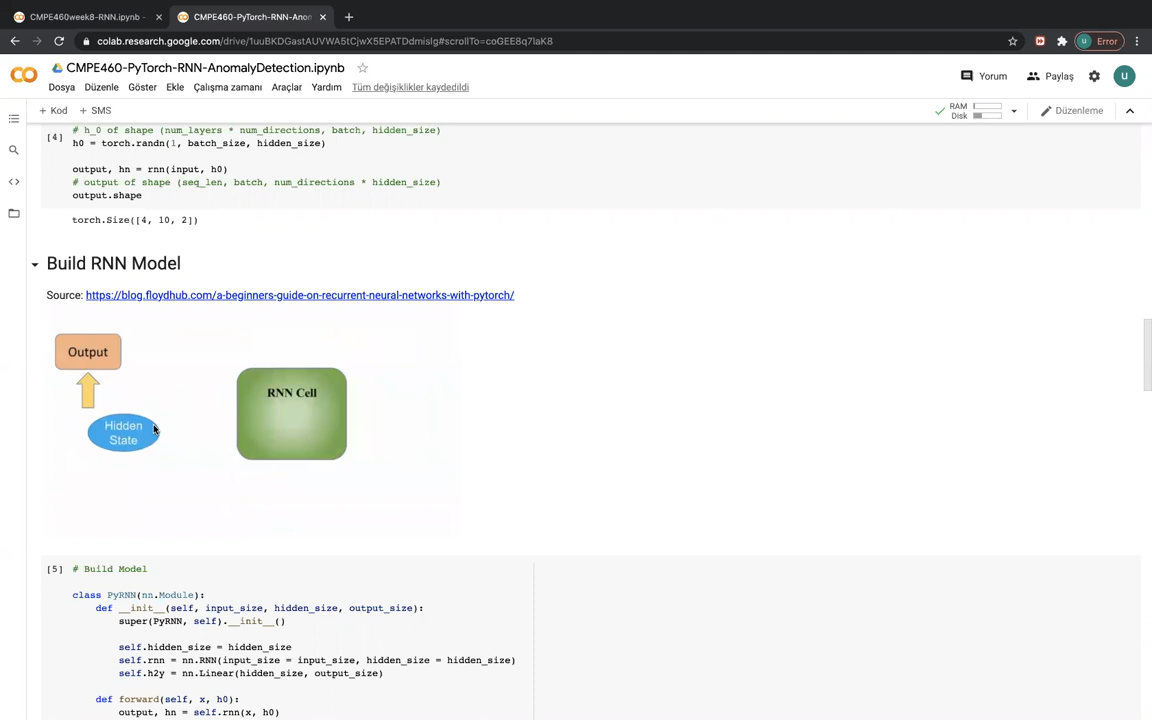 CMPE460week8-RNN.ipynb -
CMPE460-PyTorch-RNN-Anom
colab.research.google.com/drive/1uuBKDGastAUVWA5tCjwX5EPATDdmislg#scrollTo=coGEE8q7laK8
u Error
CMPE460-PyTorch-RNN-AnomalyDetection.ipynb
Yorum
Paylaş
U
Dosya Düzenle Göster Ekle Çalışma zamanı Araçlar Yardım Tüm değişiklikler kaydedildi
+ Kod + SMS
RAM
Disk
Düzenleme
# h_0 of shape (num_layers * num_directions, batch, hidden_size)
[4] h0 = torch.randn(1, batch_size, hidden_size)
output, hn = rnn(input, h0)
# output of shape (seq_len, batch, num_directions * hidden_size)
output.shape
torch.Size([4, 10, 2])
Build RNN Model
Source: https://blog.floydhub.com/a-beginners-guide-on-recurrent-neural-networks-with-pytorch/
Output
RNN Cell
Hidden
State
[5] # Build Model
class PyRNN(nn.Module):
def __init__(self, input_size, hidden_size, output_size):
super(PyRNN, self).__init__()
self.hidden_size = hidden_size
self.rnn = nn.RNN(input_size = input_size, hidden_size = hidden_size)
self.h2y = nn.Linear(hidden_size, output_size)
def forward(self, x, h0):
output, hn = self.rnn(x, h0)